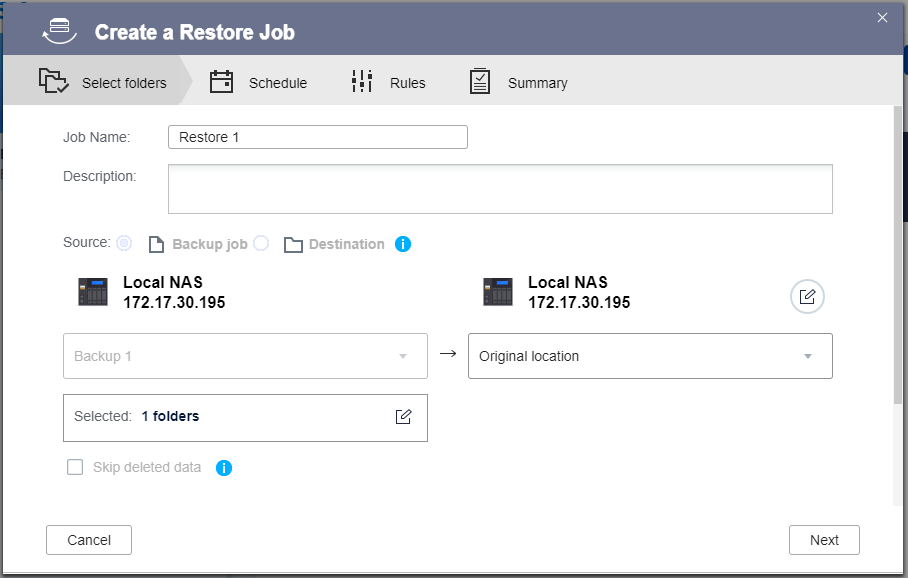 Create a Restore Job
Select folders Schedule Rules Summary
Job Name: Restore 1
Description:
Source: Backup job Destination
Local NAS
172.17.30.195
Local NAS
172.17.30.195
Backup 1 → Original location
Selected: 1 folders
Skip deleted data
Cancel Next